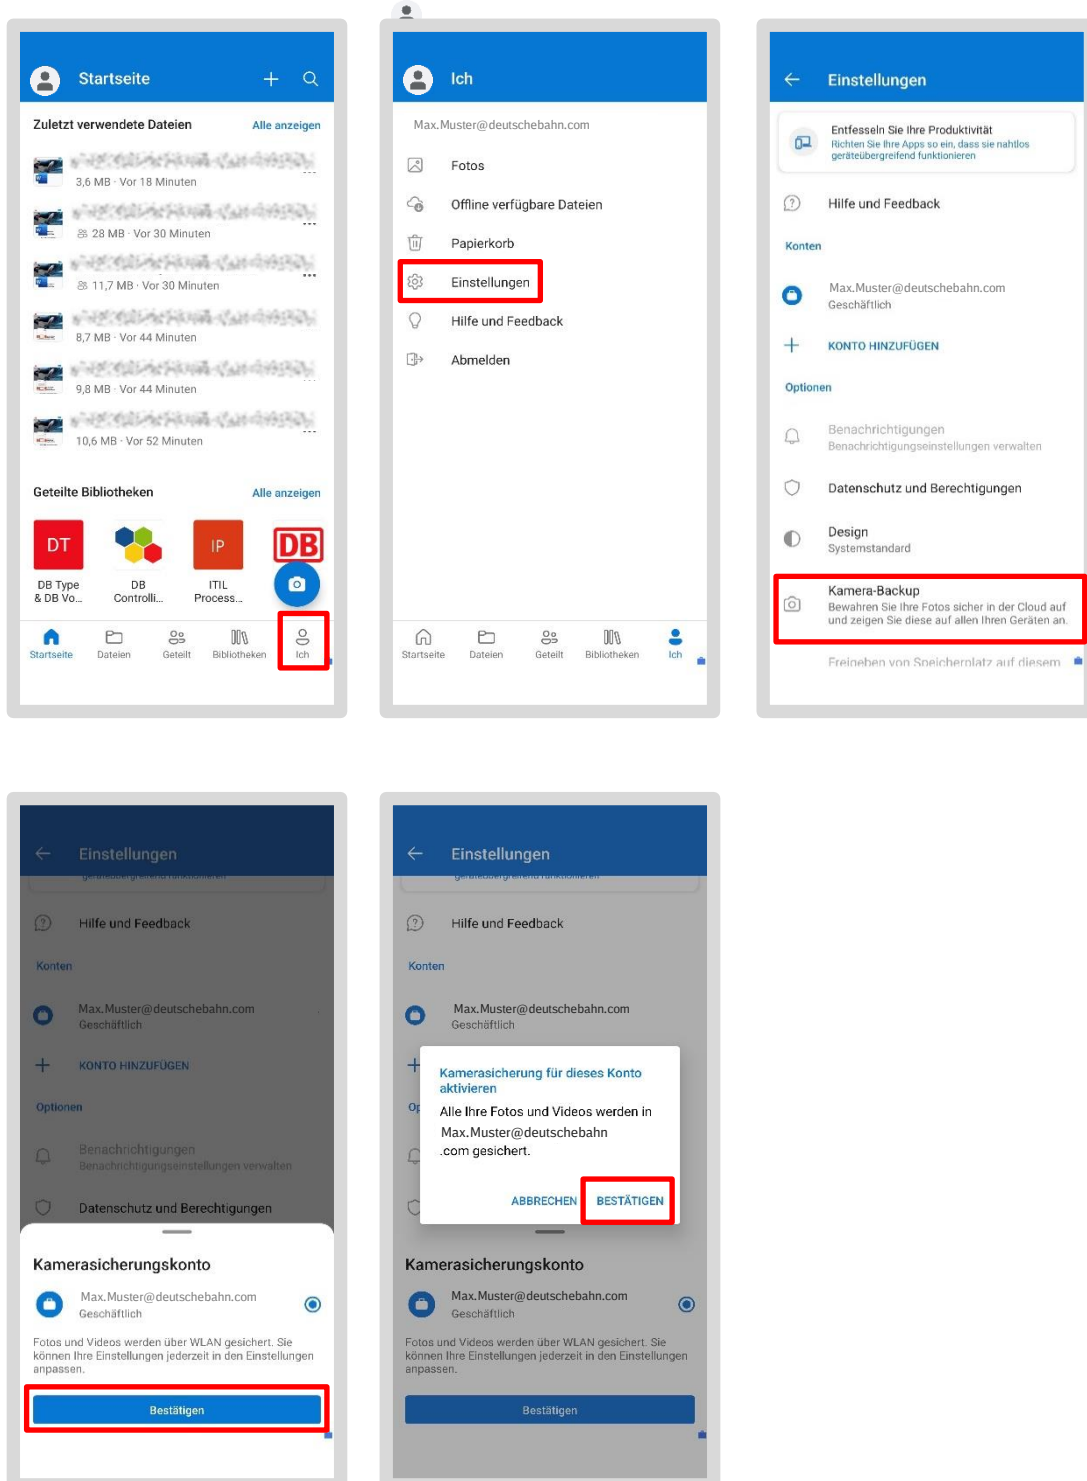 Startseite
Zuletzt verwendete Dateien
Alle anzeigen
3,6 MB · Vor 18 Minuten
28 MB · Vor 30 Minuten
11,7 MB · Vor 30 Minuten
8,7 MB · Vor 44 Minuten
9,8 MB · Vor 44 Minuten
10,6 MB · Vor 52 Minuten
Geteilte Bibliotheken
Alle anzeigen
DT
IP
DB
DB Type
& DB Vo...
DB
Controlli...
ITIL
Process...
Startseite
Dateien
Geteilt
Bibliotheken
Ich
Ich
Max.Muster@deutschebahn.com
Fotos
Offline verfügbare Dateien
Papierkorb
Einstellungen
Hilfe und Feedback
Abmelden
Startseite
Dateien
Geteilt
Bibliotheken
Ich
Einstellungen
Entfesseln Sie Ihre Produktivität
Richten Sie Ihre Apps so ein, dass sie nahtlos
geräteübergreifend funktionieren
Hilfe und Feedback
Konten
Max.Muster@deutschebahn.com
Geschäftlich
KONTO HINZUFÜGEN
Optionen
Benachrichtigungen
Benachrichtigungseinstellungen verwalten
Datenschutz und Berechtigungen
Design
Systemstandard
Kamera-Backup
Bewahren Sie Ihre Fotos sicher in der Cloud auf
und zeigen Sie diese auf allen Ihren Geräten an.
Freigeben von Speicherplatz auf diesem
Einstellungen
geräteübergreifend funktionieren
Hilfe und Feedback
Konten
Max.Muster@deutschebahn.com
Geschäftlich
KONTO HINZUFÜGEN
Optionen
Benachrichtigungen
Benachrichtigungseinstellungen verwalten
Datenschutz und Berechtigungen
Kamerasicherungskonto
Max.Muster@deutschebahn.com
Geschäftlich
Fotos und Videos werden über WLAN gesichert. Sie
können Ihre Einstellungen jederzeit in den Einstellungen
anpassen.
Bestätigen
Einstellungen
geräteübergreifend funktionieren
Hilfe und Feedback
Konten
Max.Muster@deutschebahn.com
Geschäftlich
Op
Kamerasicherung für dieses Konto
aktivieren
Alle Ihre Fotos und Videos werden in
Max.Muster@deutschebahn
.com gesichert.
ABBRECHEN
BESTÄTIGEN
Kamerasicherungskonto
Max.Muster@deutschebahn.com
Geschäftlich
Fotos und Videos werden über WLAN gesichert. Sie
können Ihre Einstellungen jederzeit in den Einstellungen
anpassen.
Bestätigen